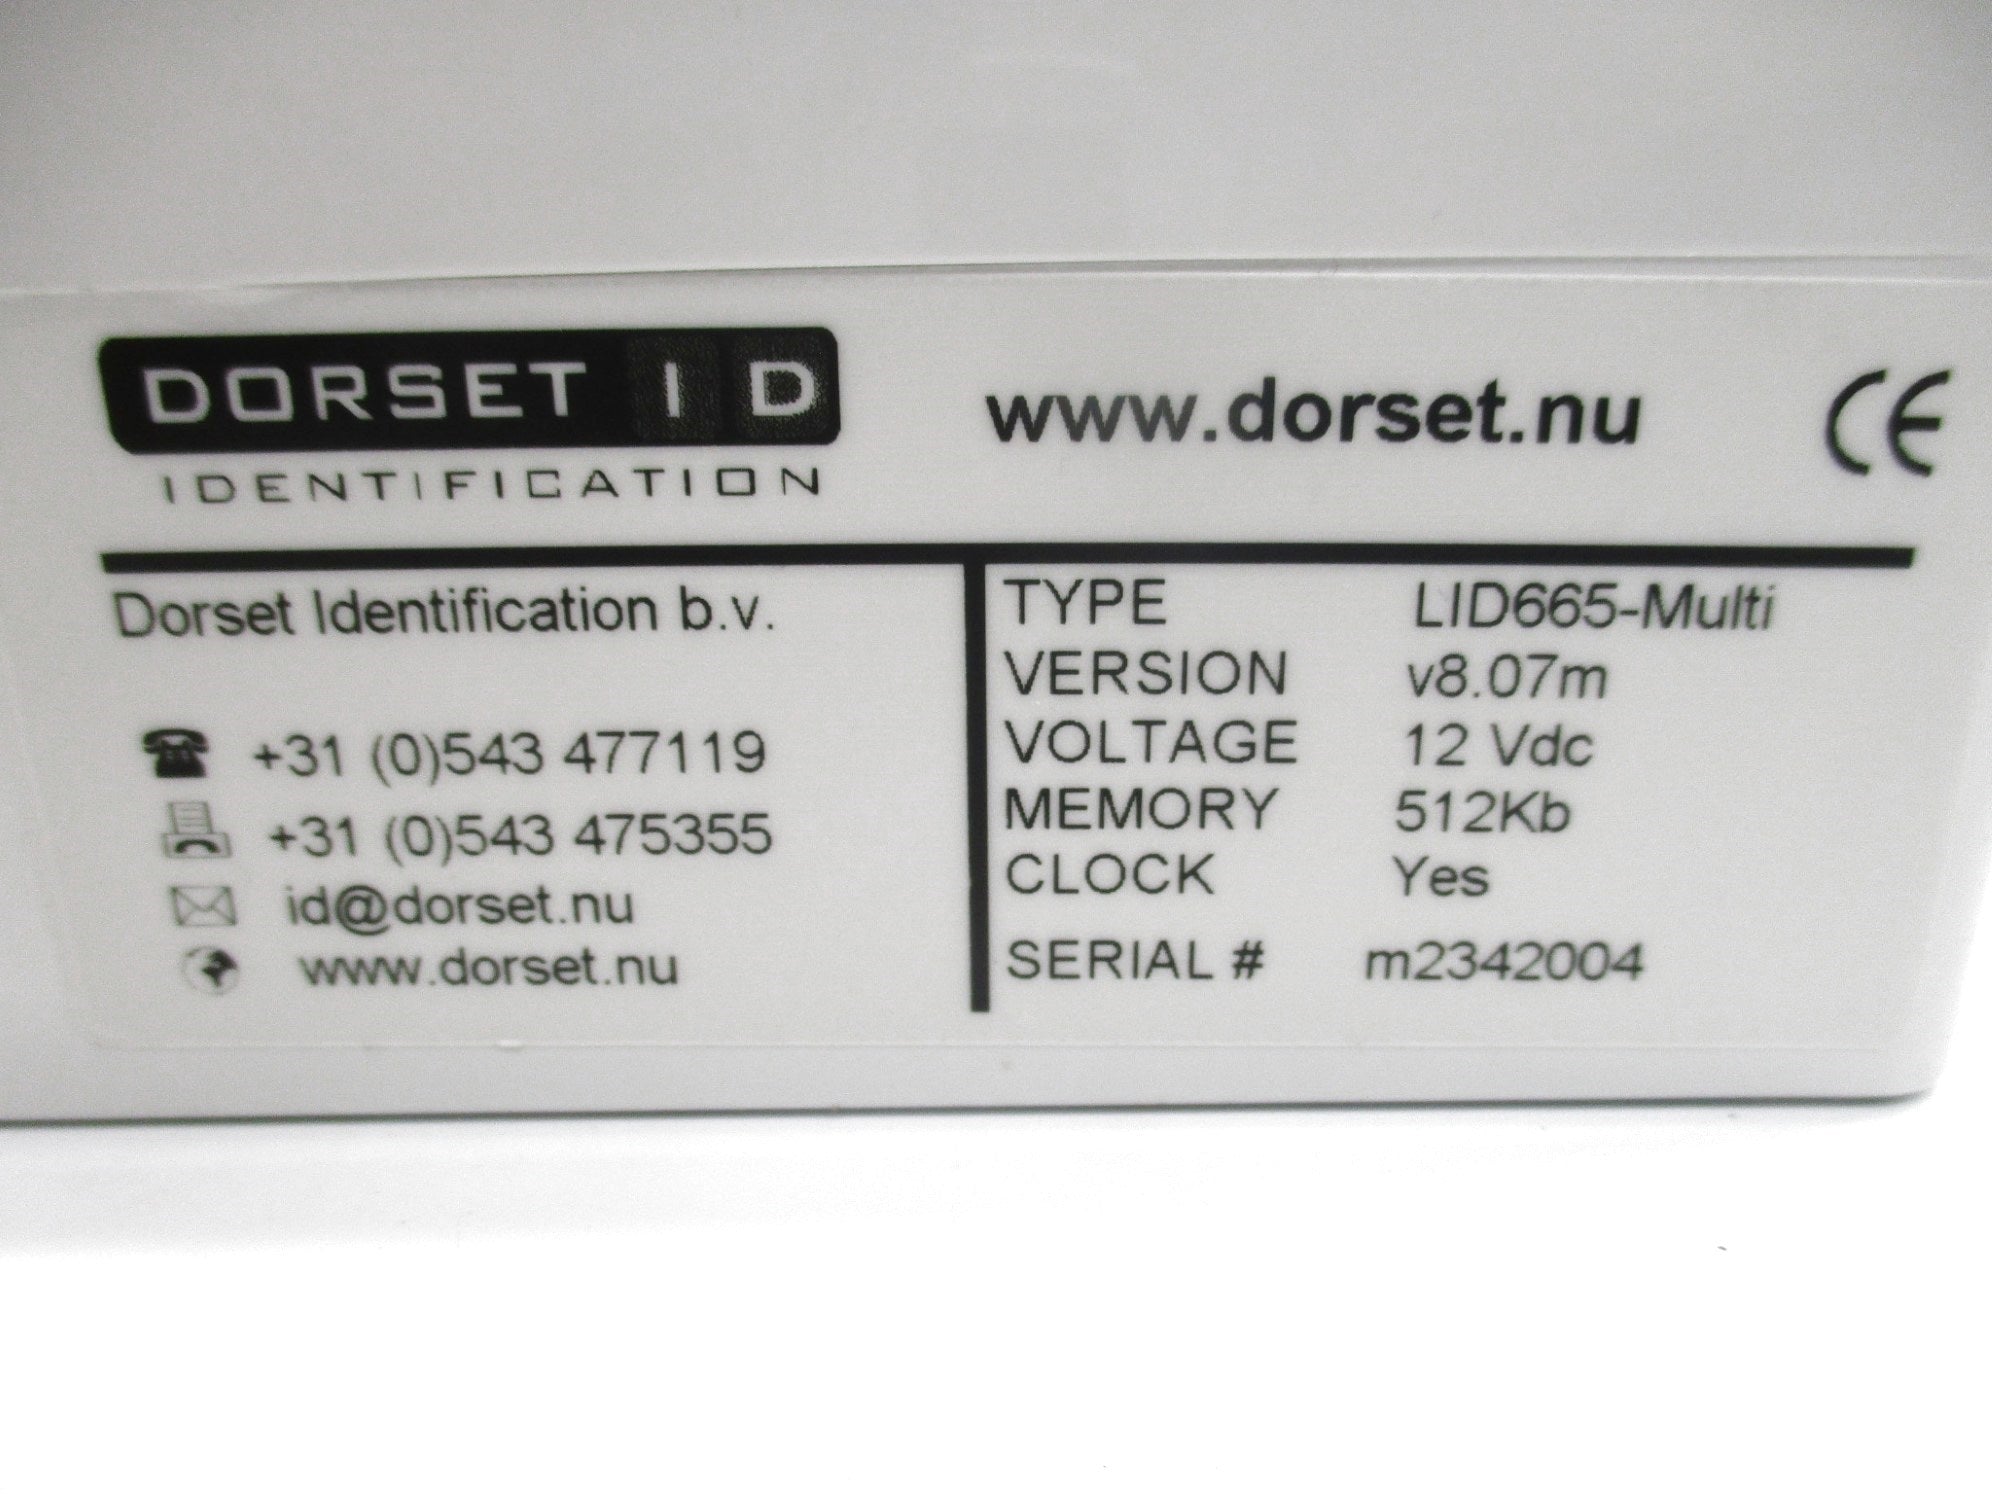 DORSET ID
IDENTIFICATION
www.dorset.nu
CE
Dorset Identification b.v.
+31 (0)543 477119
+31 (0)543 475355
id@dorset.nu
www.dorset.nu
TYPE LID665-Multi
VERSION v8.07m
VOLTAGE 12 Vdc
MEMORY 512Kb
CLOCK Yes
SERIAL # m2342004